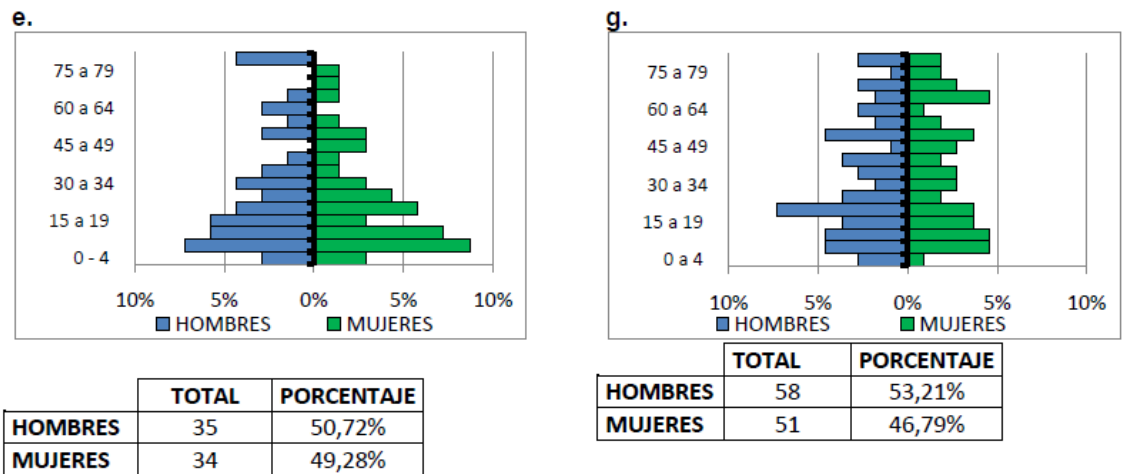 e.
75 a 79
60 a 64
45 a 49
30 a 34
15 a 19
0 - 4
10% 5% 0% 5% 10%
HOMBRES MUJERES
TOTAL PORCENTAJE
HOMBRES 35 50,72%
MUJERES 34 49,28%
g.
75 a 79
60 a 64
45 a 49
30 a 34
15 a 19
0 a 4
10% 5% 0% 5% 10%
HOMBRES MUJERES
TOTAL PORCENTAJE
HOMBRES 58 53,21%
MUJERES 51 46,79%